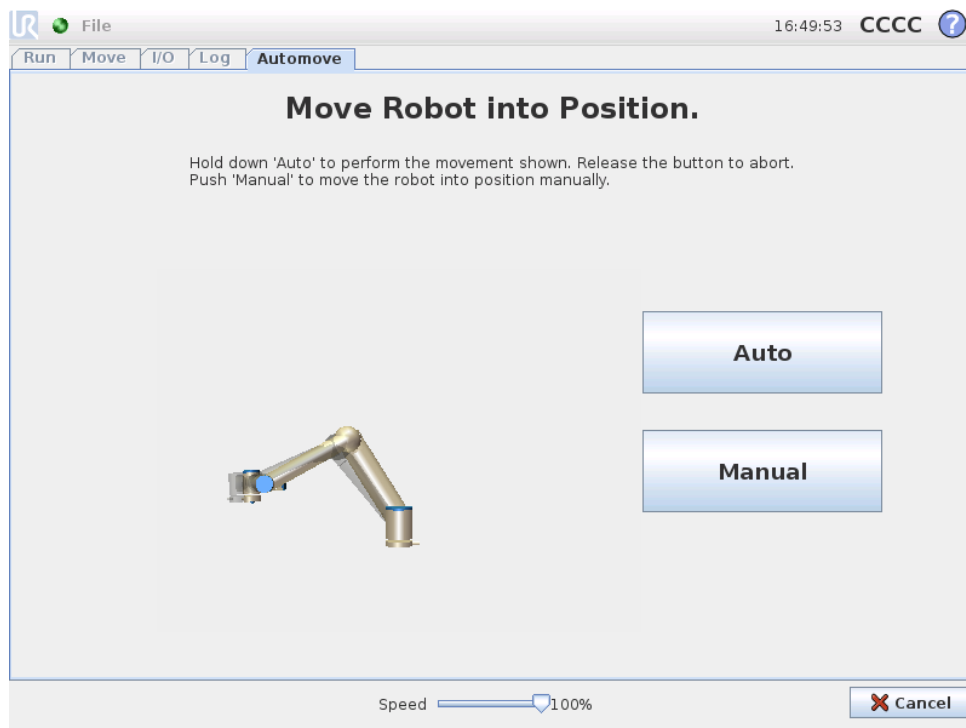 UR File 16:49:53 CCCC ?
Run Move I/O Log Automove
Move Robot into Position.
Hold down 'Auto' to perform the movement shown. Release the button to abort.
Push 'Manual' to move the robot into position manually.
Auto
Manual
Speed 100% Cancel